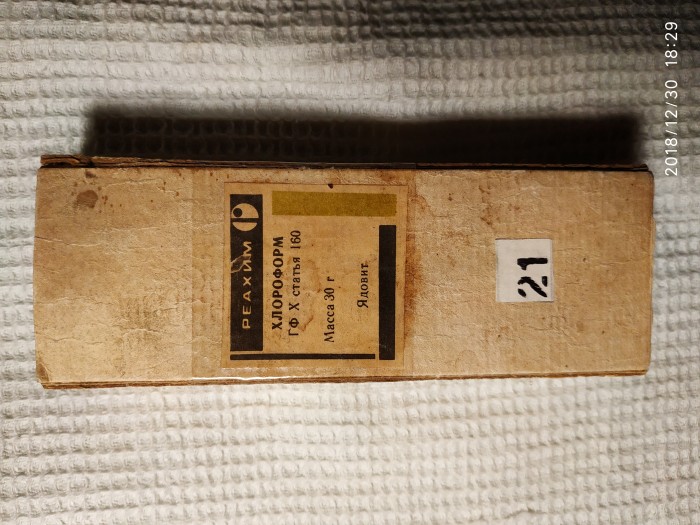 РЕАХИМ
ХЛОРОФОРМ
ГФ X статья 160
Масса 30 г
Ядовит
21
2018/12/30 18:29